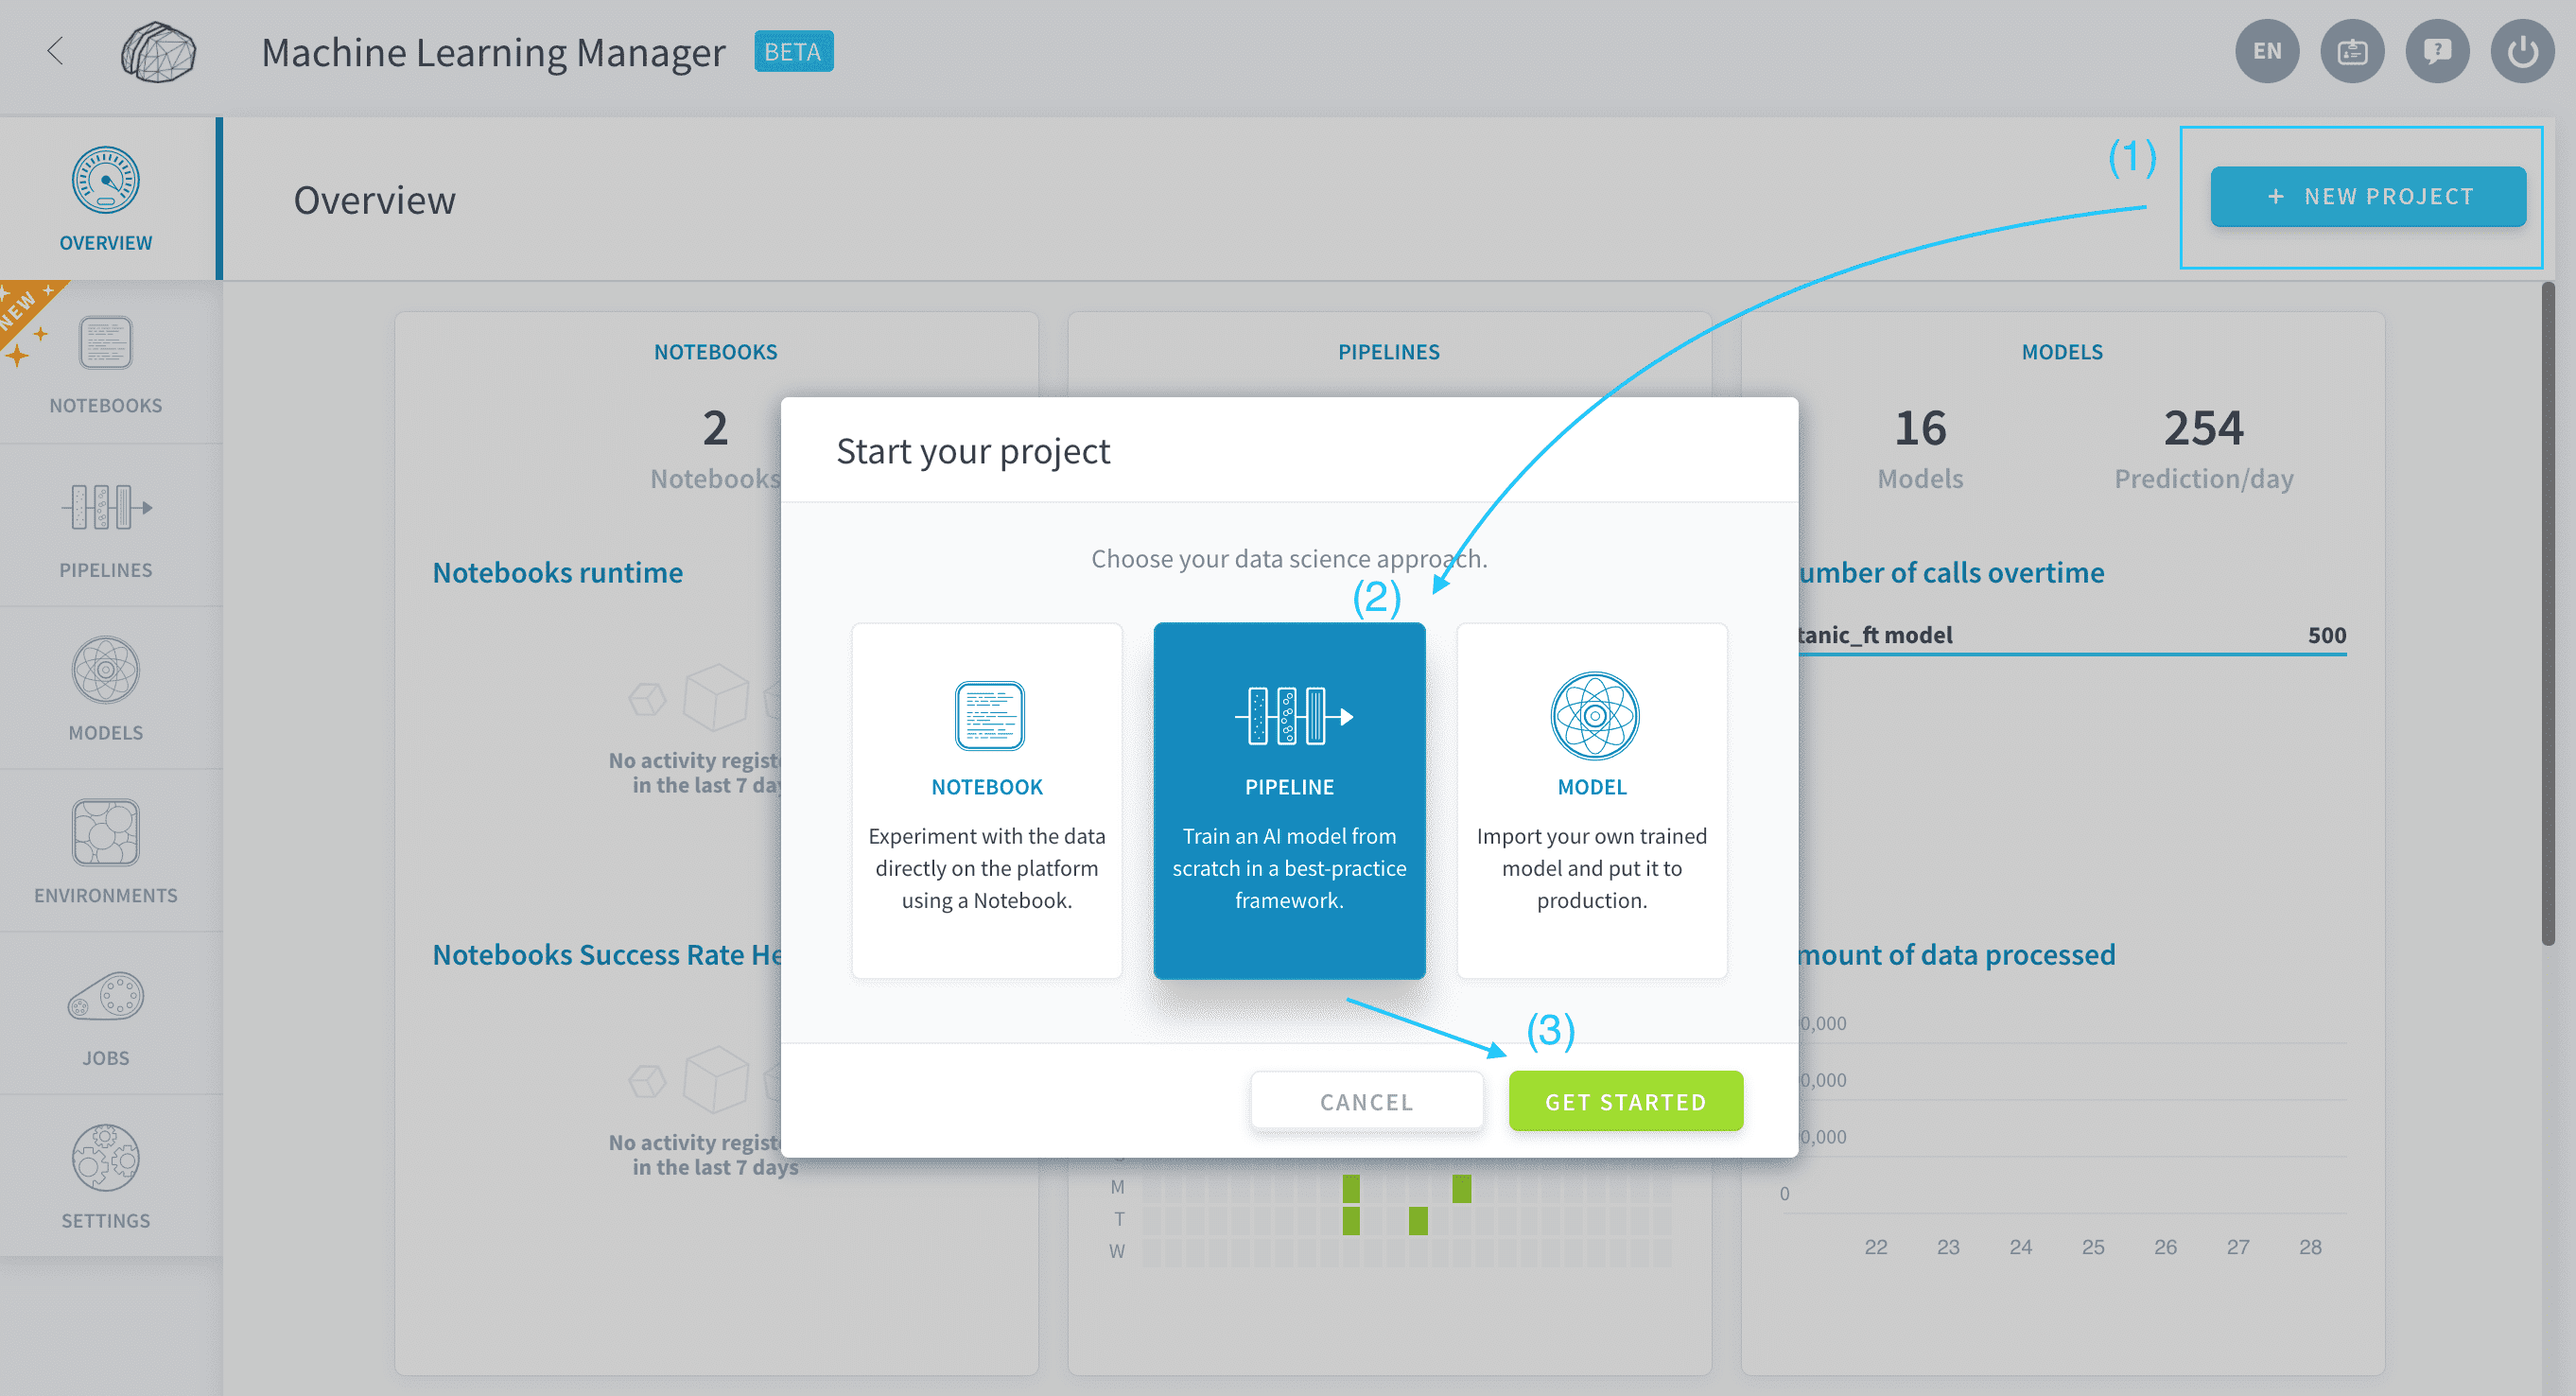 Machine Learning Manager BETA
EN
OVERVIEW
NEW
NOTEBOOKS
PIPELINES
MODELS
ENVIRONMENTS
JOBS
SETTINGS
Overview
(1)
+ NEW PROJECT
NOTEBOOKS
2
Notebooks
Notebooks runtime
No activity regist
in the last 7 day
Notebooks Success Rate He
No activity regist
in the last 7 days
PIPELINES
M
T
W
MODELS
16
Models
254
Prediction/day
umber of calls overtime
tanic_ft model 500
mount of data processed
0,000
0,000
0,000
0
22 23 24 25 26 27 28
Start your project
Choose your data science approach.
(2)
NOTEBOOK
Experiment with the data
directly on the platform
using a Notebook.
PIPELINE
Train an AI model from
scratch in a best-practice
framework.
MODEL
Import your own trained
model and put it to
production.
(3)
CANCEL
GET STARTED